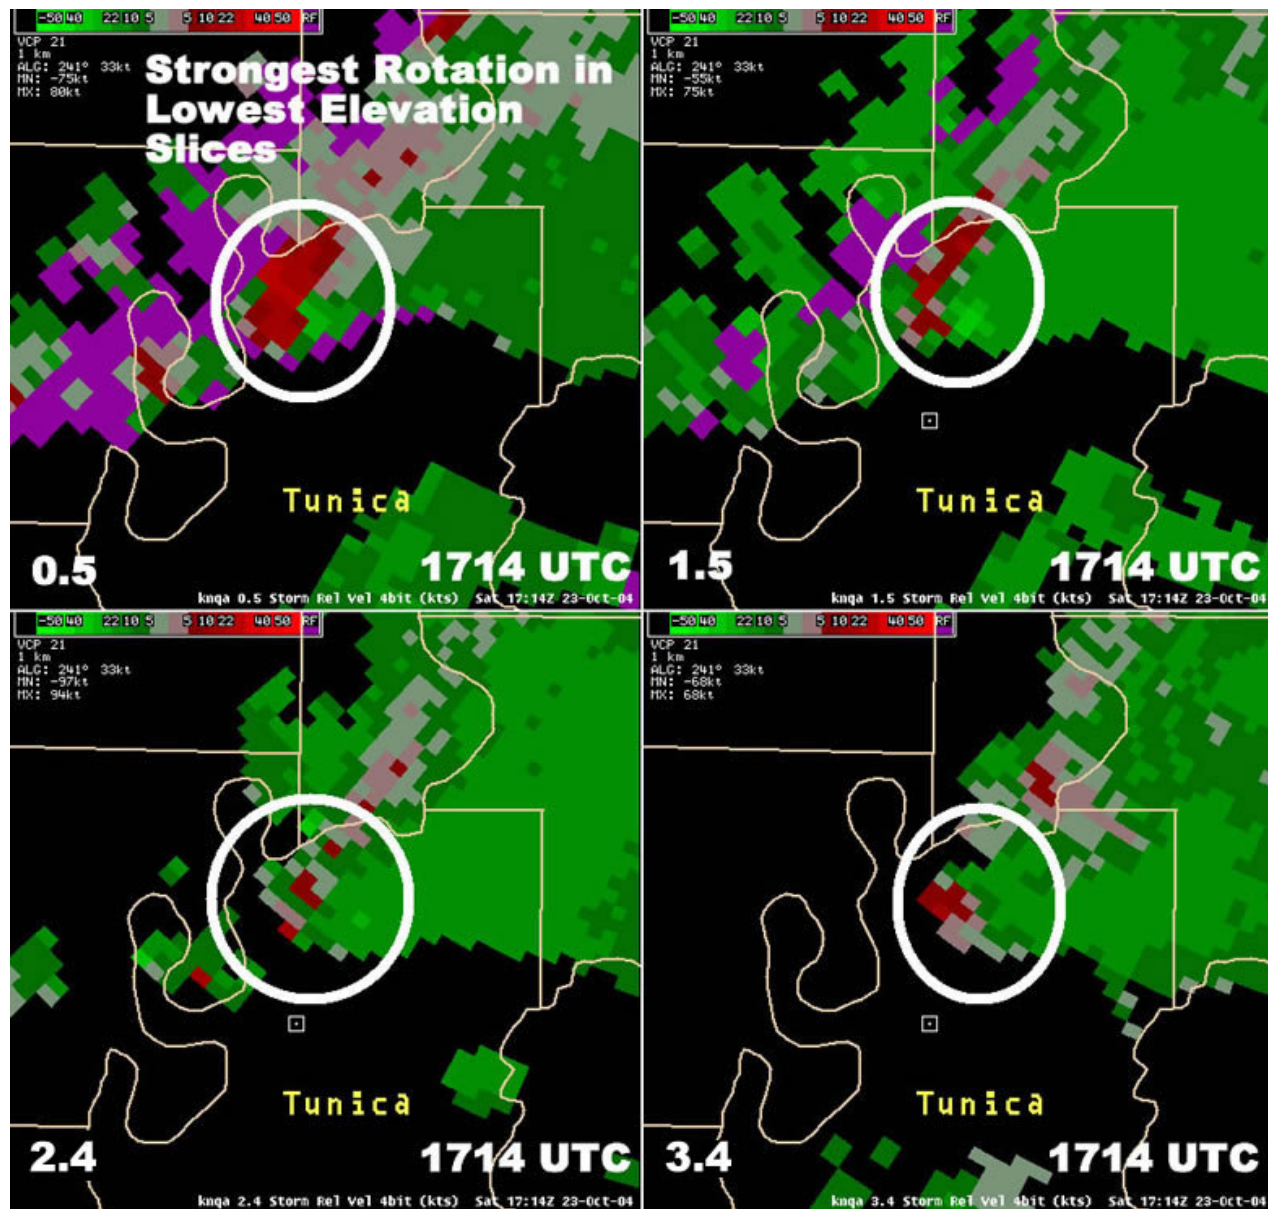 -50 40 22 10 5 5 10 22 40 50 RF
VCP 21
1 km
ALG: 241° 33kt
MN: -75kt
MX: 80kt
Strongest Rotation in
Lowest Elevation
Slices
Tunica
0.5
1714 UTC
knqa 0.5 Storm Rel Vel 4bit (kts) Sat 17:14Z 23-Oct-04
-50 40 22 10 5 5 10 22 40 50 RF
VCP 21
1 km
ALG: 241° 33kt
MN: -55kt
MX: 75kt
Tunica
1.5
1714 UTC
knqa 1.5 Storm Rel Vel 4bit (kts) Sat 17:14Z 23-Oct-04
-50 40 22 10 5 5 10 22 40 50 RF
VCP 21
1 km
ALG: 241° 33kt
MN: -97kt
MX: 94kt
Tunica
2.4
1714 UTC
knqa 2.4 Storm Rel Vel 4bit (kts) Sat 17:14Z 23-Oct-04
-50 40 22 10 5 5 10 22 40 50 RF
VCP 21
1 km
ALG: 241° 33kt
MN: -68kt
MX: 68kt
Tunica
3.4
1714 UTC
knqa 3.4 Storm Rel Vel 4bit (kts) Sat 17:14Z 23-Oct-04